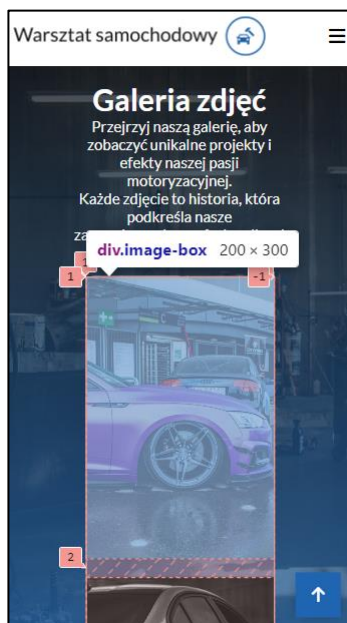 Warsztat samochodowy
Galeria zdjęć
Przejrzyj naszą galerię, aby
zobaczyć unikalne projekty i
efekty naszej pasji
motoryzacyjnej.
Każde zdjęcie to historia, która
podkreśla nasze
div.image-box 200 × 300
1 -1
2